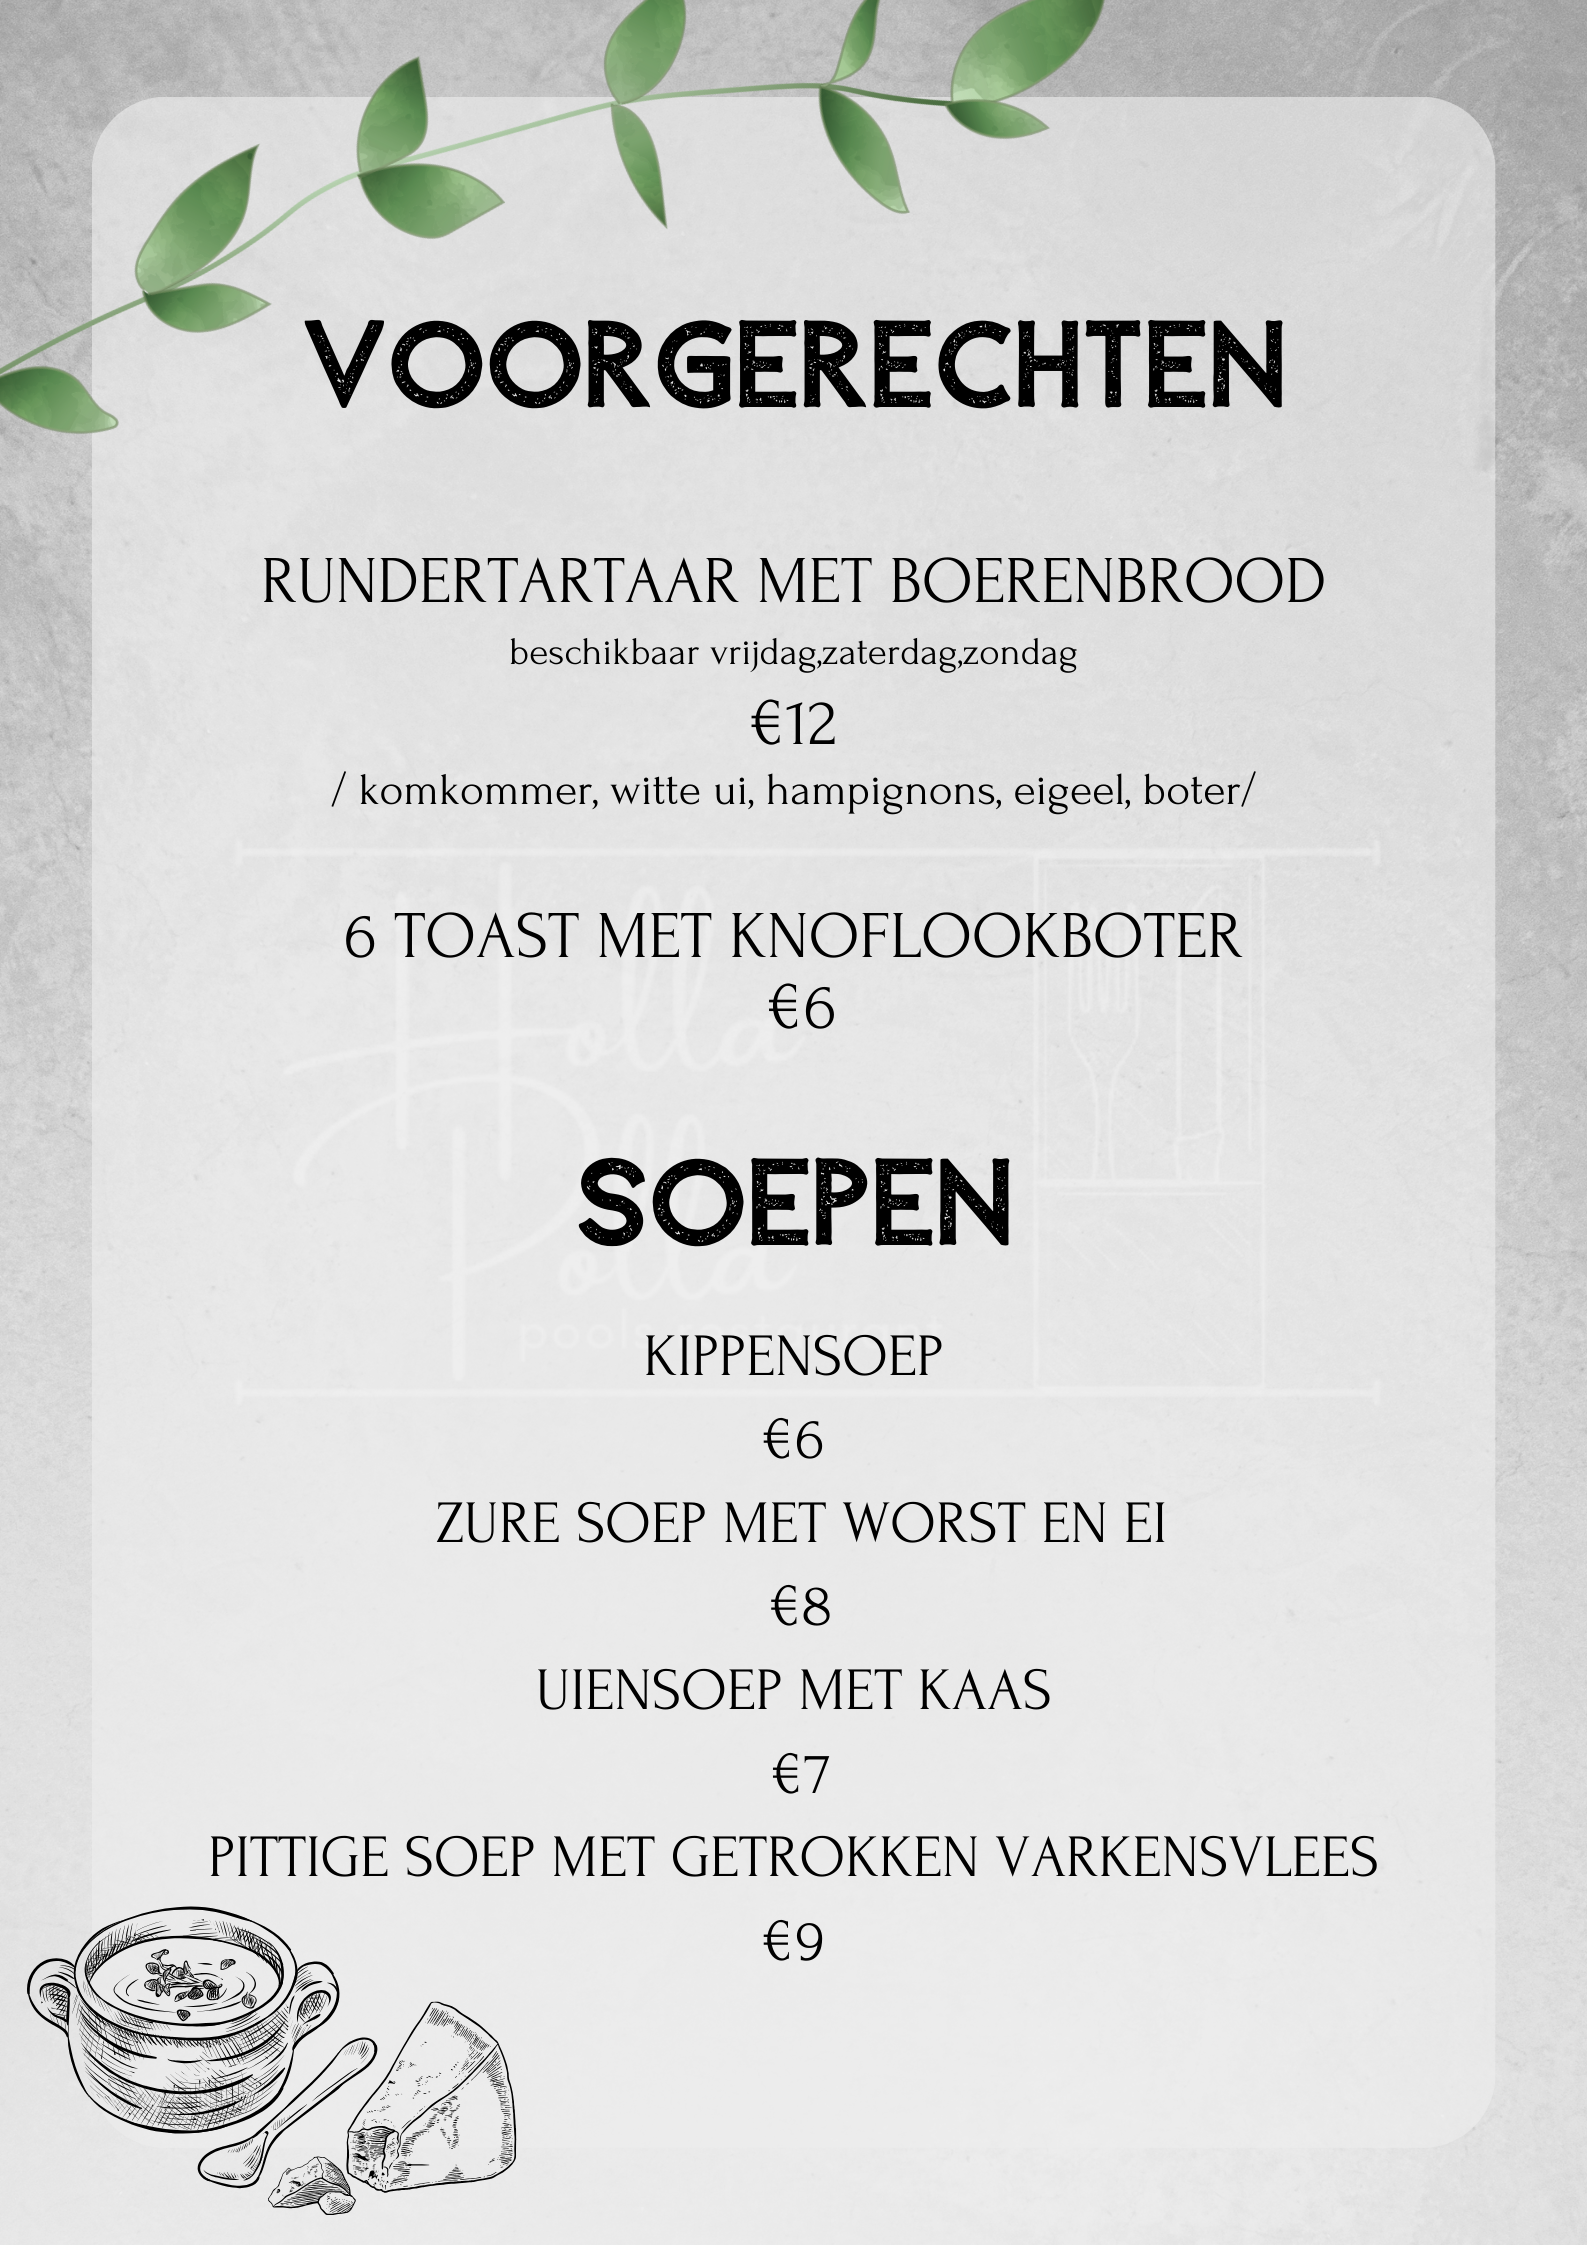 VOORGERECHTEN
RUNDERTARTAAR MET BOERENBROOD
beschikbaar vrijdag,zaterdag,zondag
€12
/ komkommer, witte ui, hampignons, eigeel, boter/
6 TOAST MET KNOFLOOKBOTER
€6
Holla
Polla
SOEPEN
KIPPENSOEP
€6
ZURE SOEP MET WORST EN EI
€8
UIENSOEP MET KAAS
€7
PITTIGE SOEP MET GETROKKEN VARKENSVLEES
€9